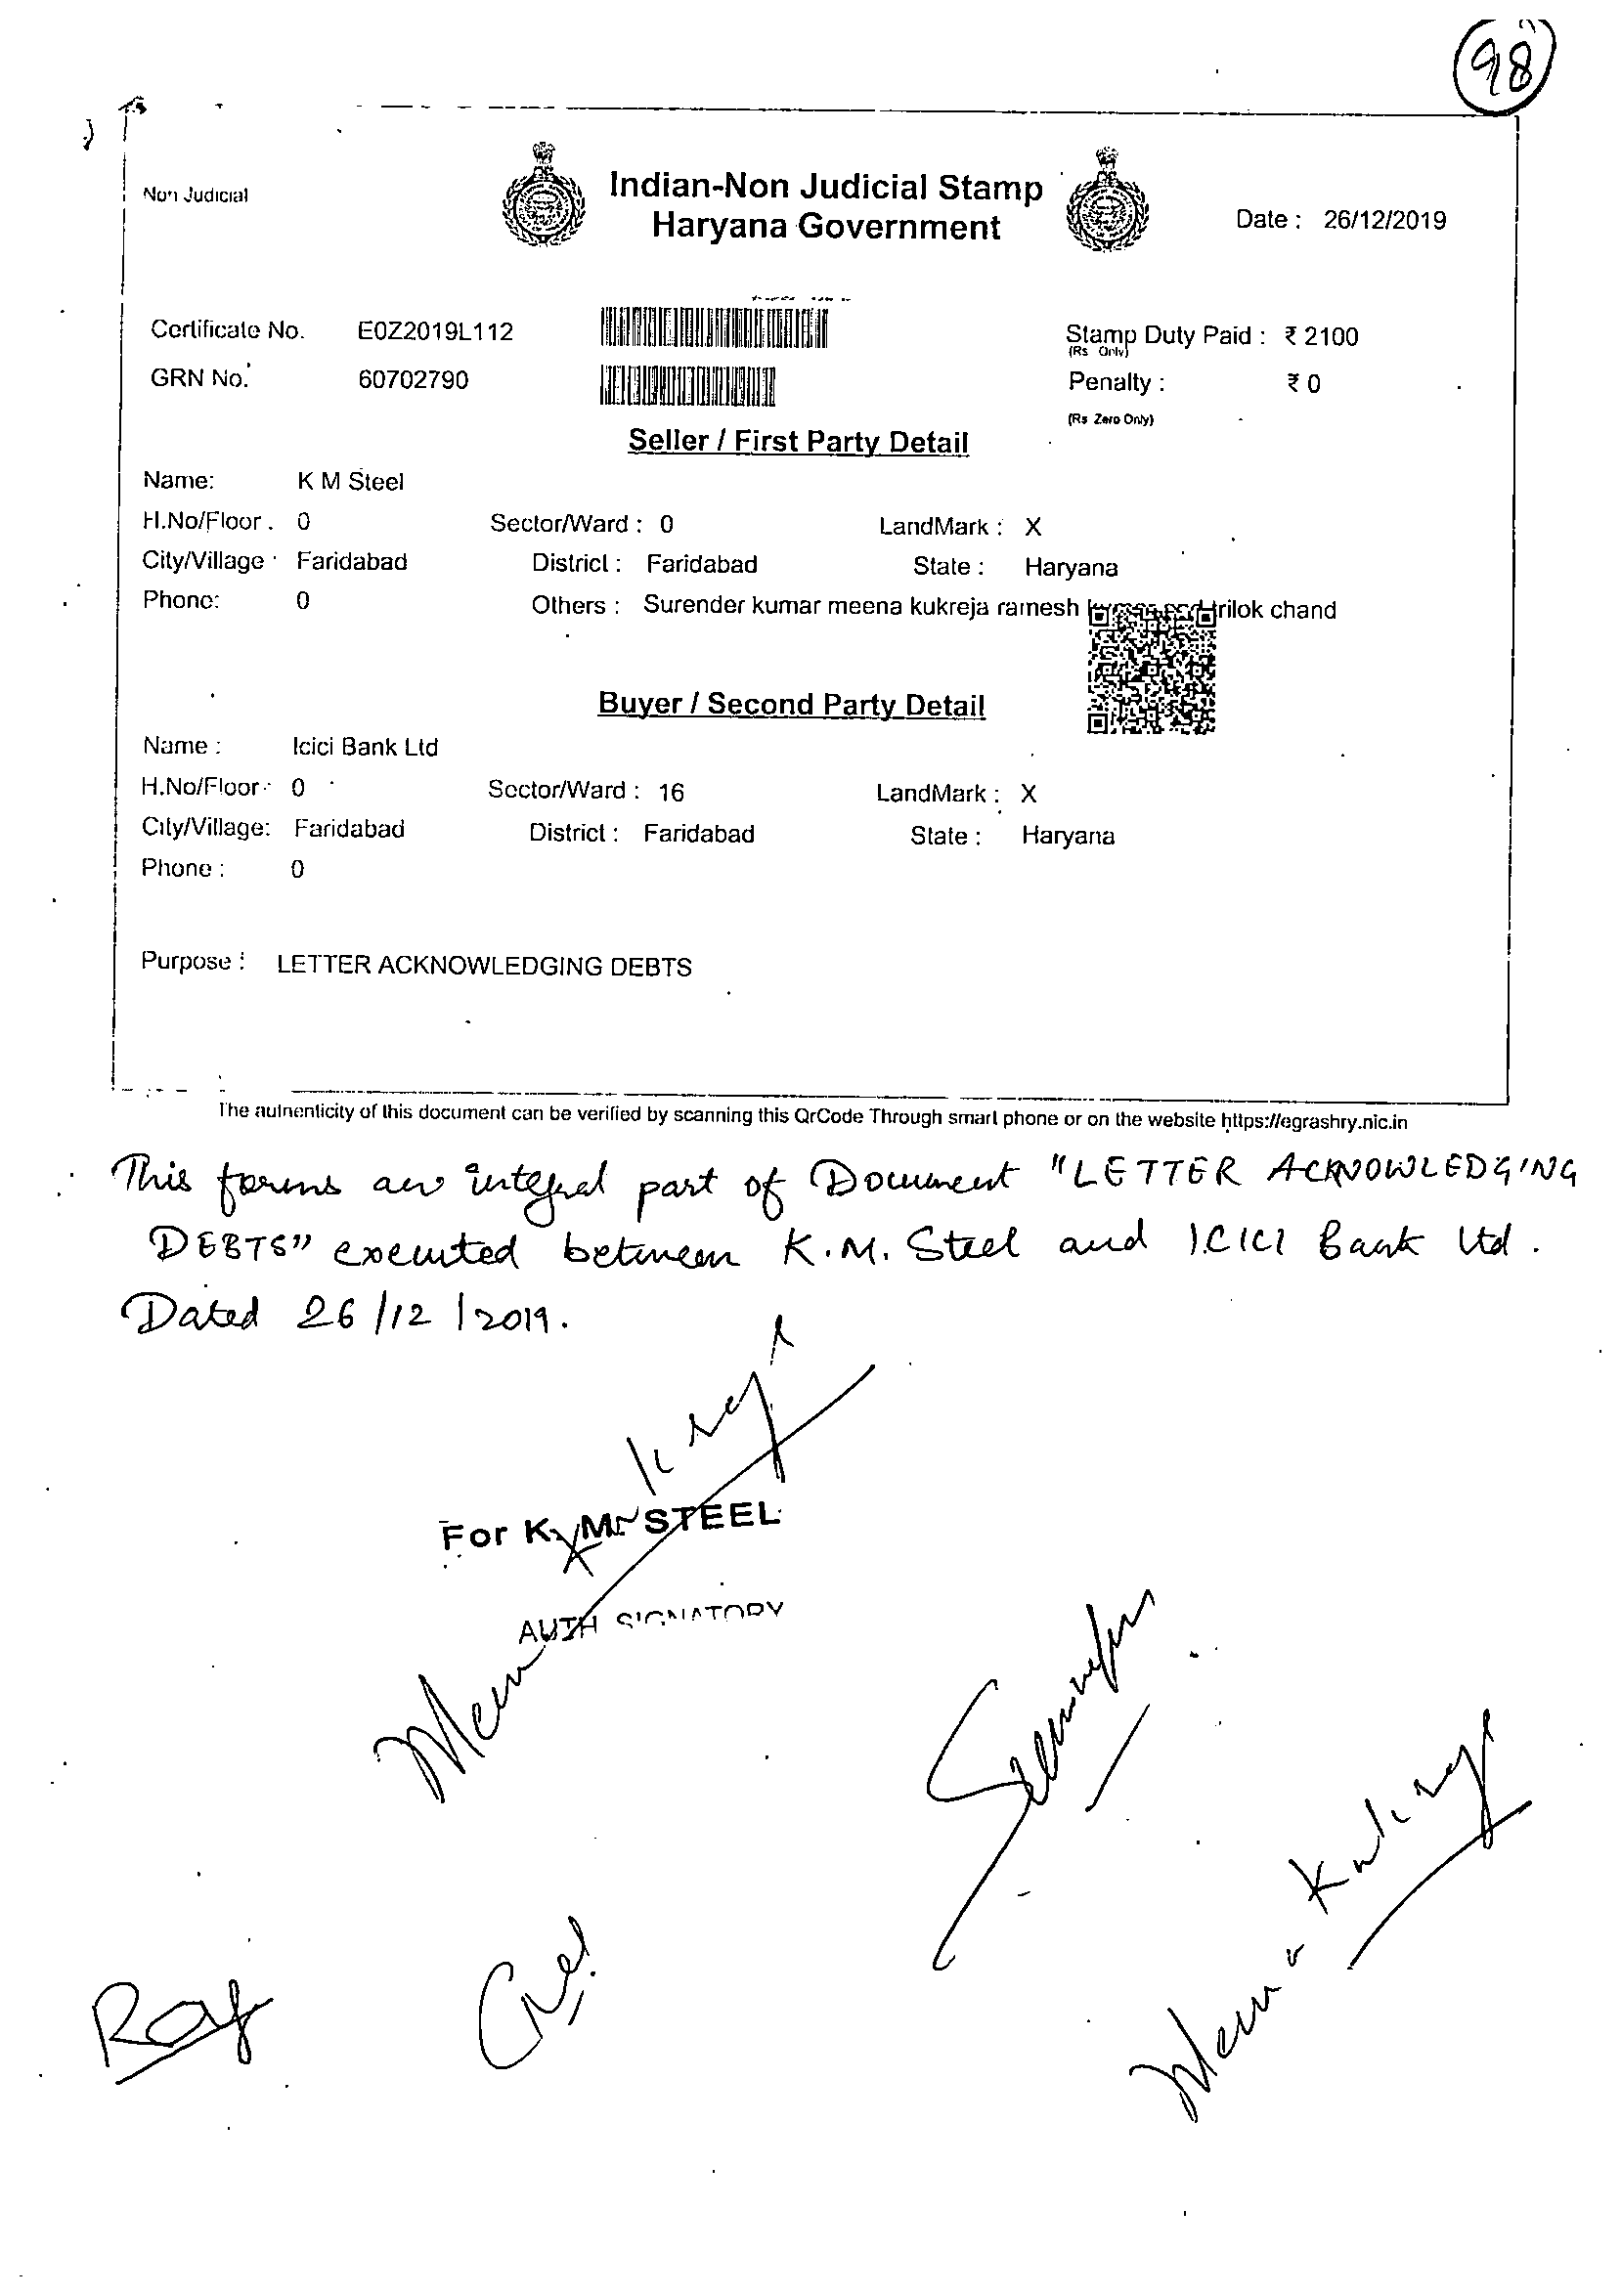 98
Non Judicial
Indian-Non Judicial Stamp
Haryana Government
Date : 26/12/2019
Certificate No. E0Z2019L112
Stamp Duty Paid : ₹ 2100
(Rs Only)
GRN No. 60702790
Penalty : ₹ 0
(Rs Zero Only)
Seller / First Party Detail
Name: K M Steel
H.No/Floor . 0 Sector/Ward : 0 LandMark : X
City/Village : Faridabad District : Faridabad State : Haryana
Phone: 0 Others : Surender kumar meena kukreja ramesh trilok chand
Buyer / Second Party Detail
Name : Icici Bank Ltd
H.No/Floor : 0 Sector/Ward : 16 LandMark : X
City/Village: Faridabad District : Faridabad State : Haryana
Phone : 0
Purpose : LETTER ACKNOWLEDGING DEBTS
The authenticity of this document can be verified by scanning this QrCode Through smart phone or on the website https://egrashry.nic.in
This forms an integral part of Document "LETTER ACKNOWLEDGING
DEBTS" executed between K.M. Steel and ICICI Bank Ltd.
Dated 26/12/2019.
For K. M. STEEL
AUTH SIGNATORY
Meena Kukreja